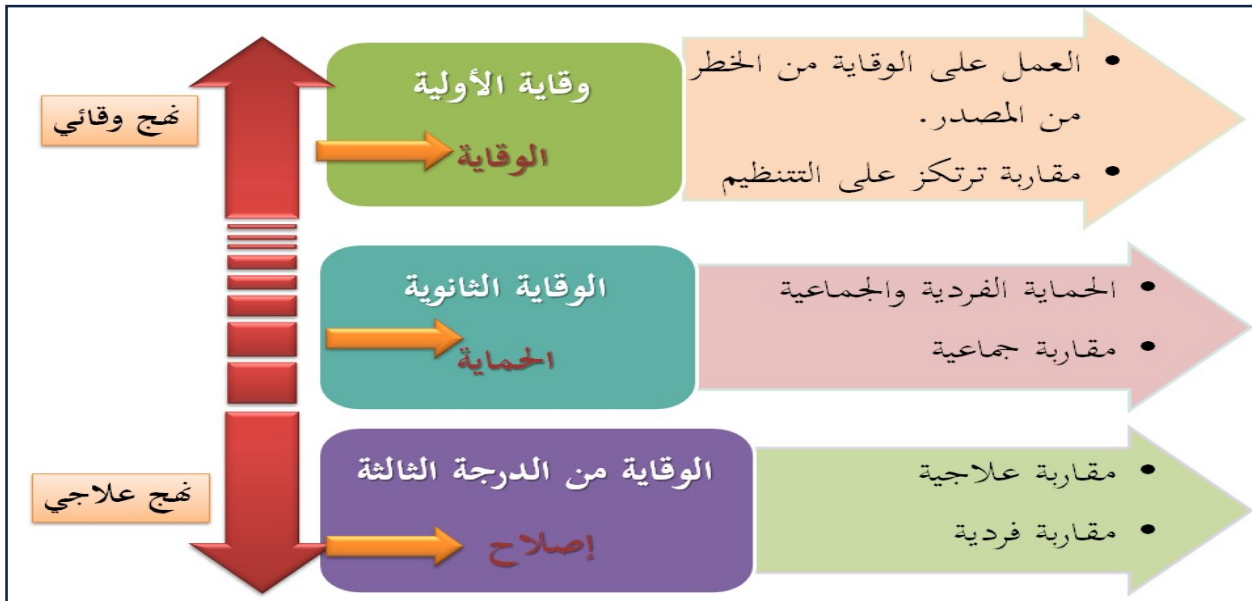 نهج وقائي
وقاية الأولية
الوقاية
• العمل على الوقاية من الخطر
من المصدر.
• مقاربة ترتكز على التتنظيم
الوقاية الثانوية
الحماية
• الحماية الفردية والجماعية
• مقاربة جماعية
نهج علاجي
الوقاية من الدرجة الثالثة
إصلاح
• مقاربة علاجية
• مقاربة فردية